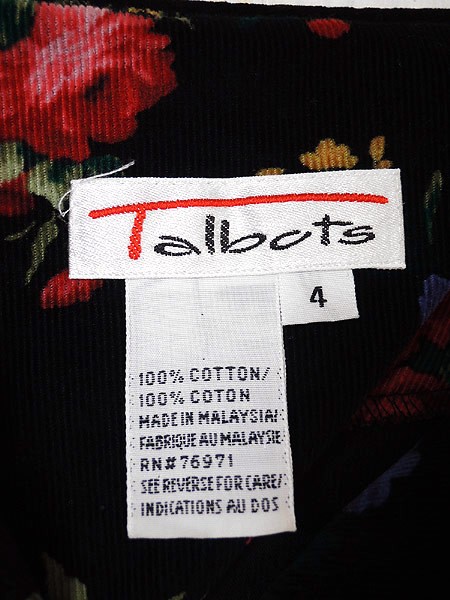 Talbots
4
100% COTTON/
100% COTON
MADE IN MALAYSIA/
FABRIQUE AU MALAYSIE
RN#76971
SEE REVERSE FOR CARE/
INDICATIONS AU DOS